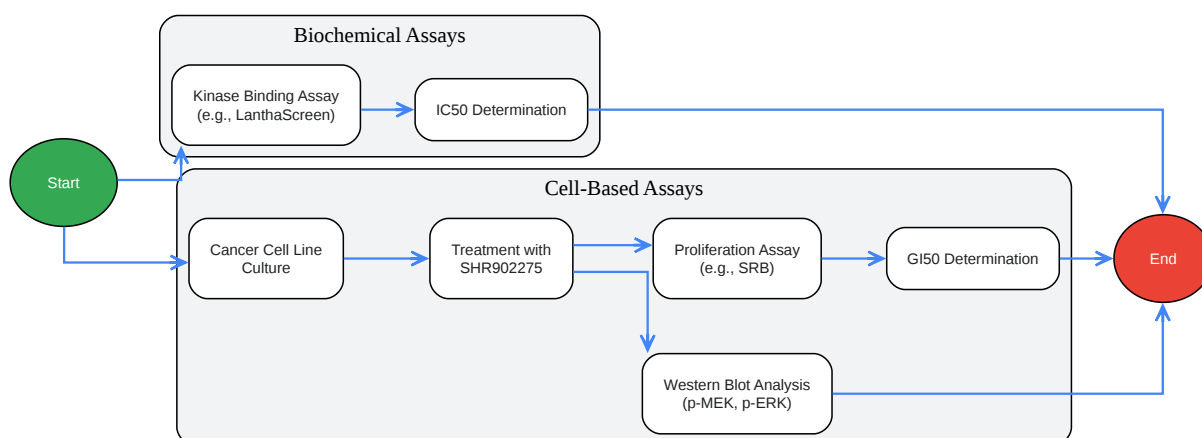 Biochemical Assays
Kinase Binding Assay
(e.g., LanthaScreen)
IC50 Determination
Start
Cell-Based Assays
Cancer Cell Line
Culture
Treatment with
SHR902275
Proliferation Assay
(e.g., SRB)
GI50 Determination
End
Western Blot Analysis
(p-MEK, p-ERK)